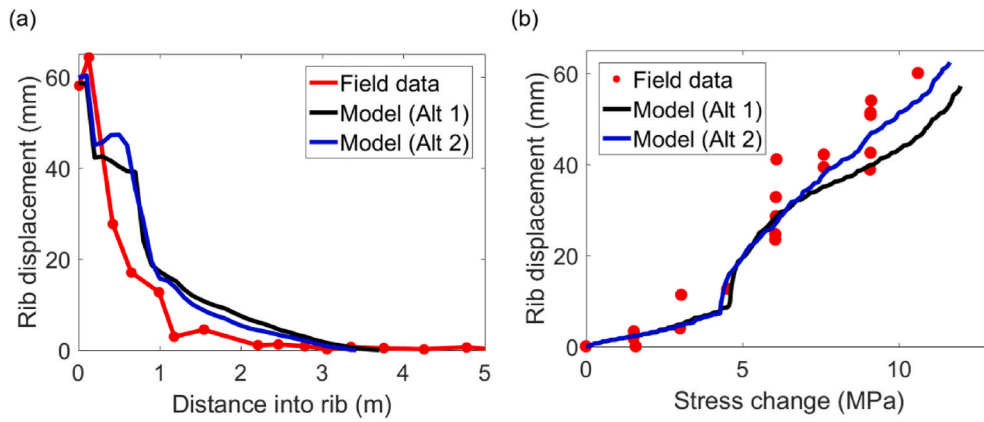 (a)
60
40
20
0
Rib displacement (mm)
Field data
Model (Alt 1)
Model (Alt 2)
0 1 2 3 4 5
Distance into rib (m)
(b)
60
40
20
0
Rib displacement (mm)
Field data
Model (Alt 1)
Model (Alt 2)
0 5 10
Stress change (MPa)